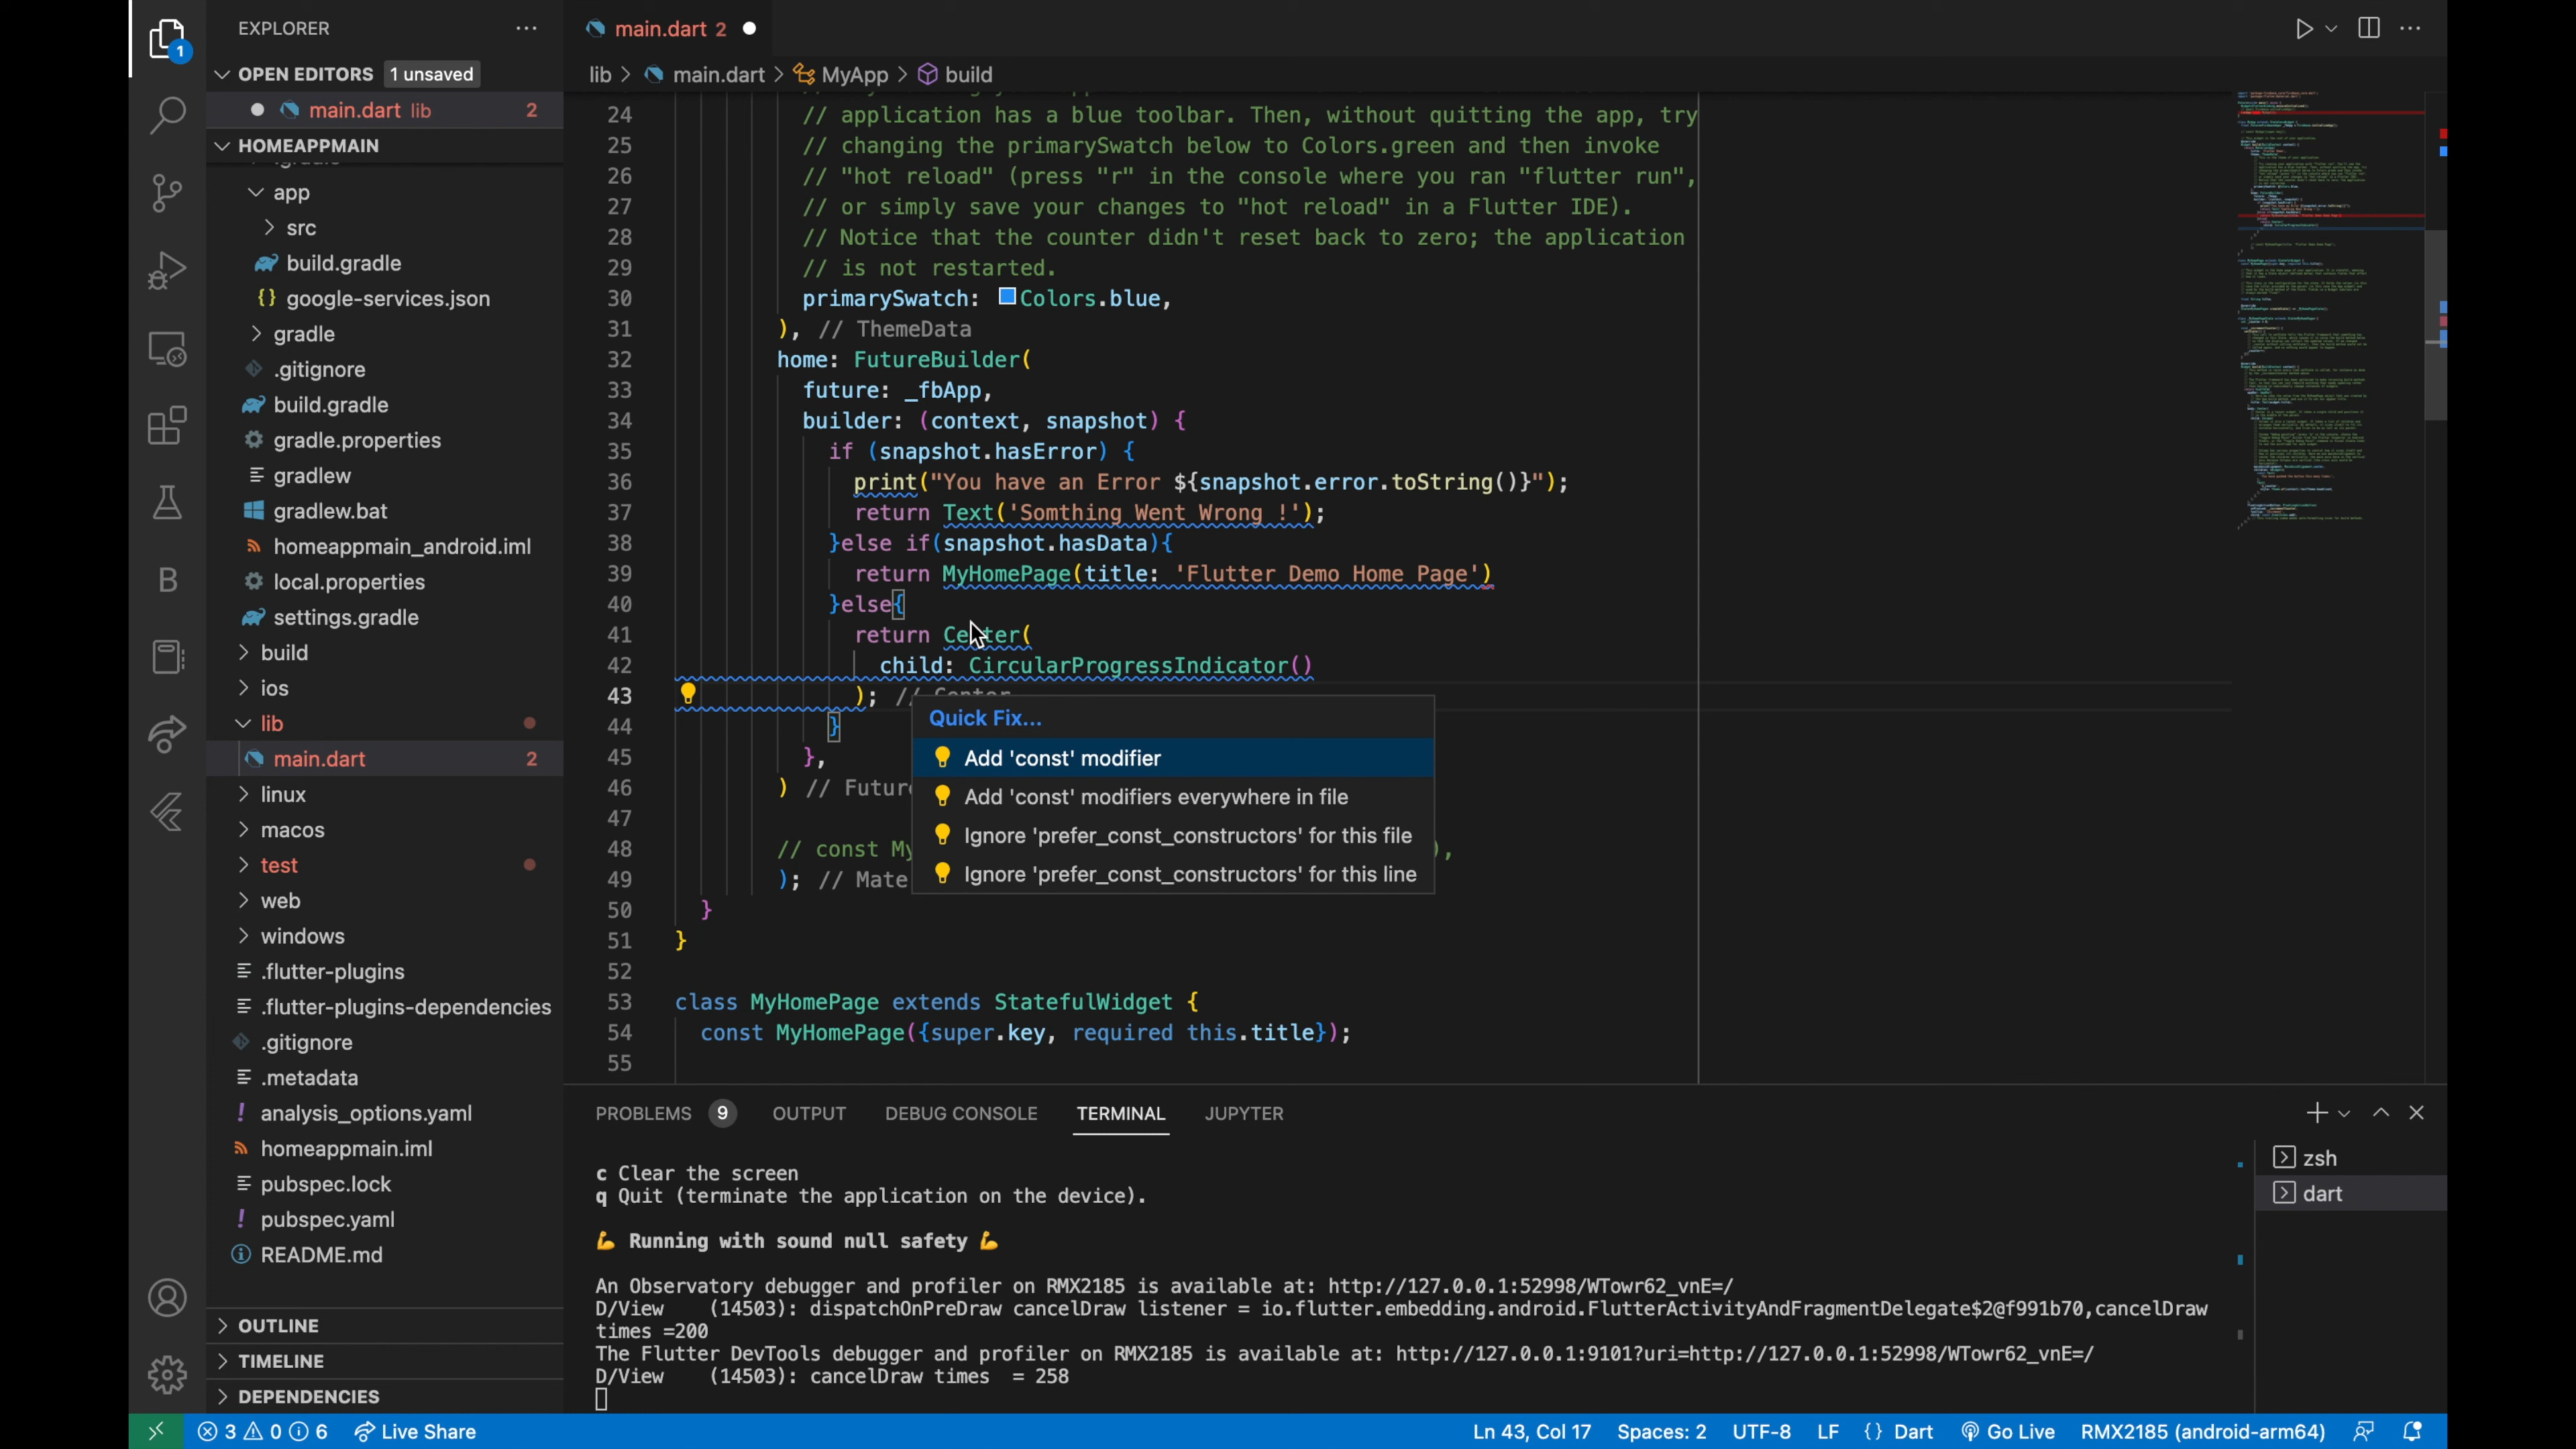 EXPLORER
OPEN EDITORS 1 unsaved
main.dart lib 2
HOMEAPPMAIN
app
src
build.gradle
google-services.json
gradle
.gitignore
build.gradle
gradle.properties
gradlew
gradlew.bat
homeappmain_android.iml
local.properties
settings.gradle
build
ios
lib
main.dart 2
linux
macos
test
web
windows
.flutter-plugins
.flutter-plugins-dependencies
.gitignore
.metadata
analysis_options.yaml
homeappmain.iml
pubspec.lock
pubspec.yaml
README.md
OUTLINE
TIMELINE
DEPENDENCIES
1
B
main.dart 2
lib > main.dart > MyApp > build
24 // application has a blue toolbar. Then, without quitting the app, try
25 // changing the primarySwatch below to Colors.green and then invoke
26 // "hot reload" (press "r" in the console where you ran "flutter run",
27 // or simply save your changes to "hot reload" in a Flutter IDE).
28 // Notice that the counter didn't reset back to zero; the application
29 // is not restarted.
30 primarySwatch: Colors.blue,
31 ), // ThemeData
32 home: FutureBuilder(
33 future: _fbApp,
34 builder: (context, snapshot) {
35 if (snapshot.hasError) {
36 print("You have an Error ${snapshot.error.toString()}");
37 return Text('Somthing Went Wrong !');
38 }else if(snapshot.hasData){
39 return MyHomePage(title: 'Flutter Demo Home Page')
40 }else{
41 return Center(
42 child: CircularProgressIndicator()
43 ); // Center
44 }
45 },
46 ) // Futur
47
48 // const My ),
49 ); // Mate
50 }
51 }
52
53 class MyHomePage extends StatefulWidget {
54 const MyHomePage({super.key, required this.title});
55
Quick Fix...
Add 'const' modifier
Add 'const' modifiers everywhere in file
Ignore 'prefer_const_constructors' for this file
Ignore 'prefer_const_constructors' for this line
PROBLEMS 9 OUTPUT DEBUG CONSOLE TERMINAL JUPYTER
c Clear the screen
q Quit (terminate the application on the device).
💪 Running with sound null safety 💪
An Observatory debugger and profiler on RMX2185 is available at: http://127.0.0.1:52998/WTowr62_vnE=/
D/View    (14503): dispatchOnPreDraw cancelDraw listener = io.flutter.embedding.android.FlutterActivityAndFragmentDelegate$2@f991b70,cancelDraw
times =200
The Flutter DevTools debugger and profiler on RMX2185 is available at: http://127.0.0.1:9101?uri=http://127.0.0.1:52998/WTowr62_vnE=/
D/View    (14503): cancelDraw times  = 258
zsh
dart
3 0 6 Live Share Ln 43, Col 17 Spaces: 2 UTF-8 LF {} Dart Go Live RMX2185 (android-arm64)